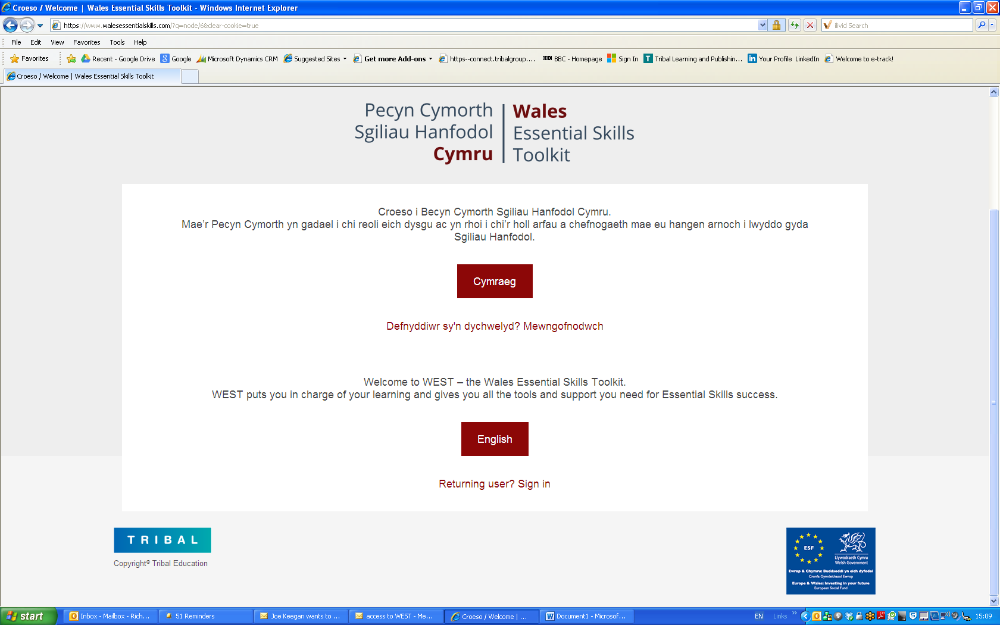 Croeso / Welcome | Wales Essential Skills Toolkit - Windows Internet Explorer
https://www.walesessentialskills.com/?q=node/6&clear-cookie=true
ilivid Search
File Edit View Favorites Tools Help
Favorites Recent - Google Drive Google Microsoft Dynamics CRM Suggested Sites Get more Add-ons https--connect.tribalgroup.... BBC - Homepage Sign In Tribal Learning and Publishin... Your Profile LinkedIn Welcome to e-track!
Croeso / Welcome | Wales Essential Skills Toolkit
Pecyn Cymorth
Sgiliau Hanfodol
Cymru
Wales
Essential Skills
Toolkit
Croeso i Becyn Cymorth Sgiliau Hanfodol Cymru.
Mae'r Pecyn Cymorth yn gadael i chi reoli eich dysgu ac yn rhoi i chi'r holl arfau a chefnogaeth mae eu hangen arnoch i lwyddo gyda
Sgiliau Hanfodol.
Cymraeg
Defnyddiwr sy'n dychwelyd? Mewngofnodwch
Welcome to WEST – the Wales Essential Skills Toolkit.
WEST puts you in charge of your learning and gives you all the tools and support you need for Essential Skills success.
English
Returning user? Sign in
TRIBAL
Copyright© Tribal Education
ESF
Llywodraeth Cymru
Welsh Government
Ewrop & Chymru: Buddsoddi yn eich dyfodol
Cronfa Gymdeithasol Ewrop
Europe & Wales: Investing in your future
European Social Fund
start Inbox - Mailbox - Rich... 51 Reminders Joe Keegan wants to ... access to WEST - Me... Croeso / Welcome | ... Document1 - Microsof... EN Links 15:09